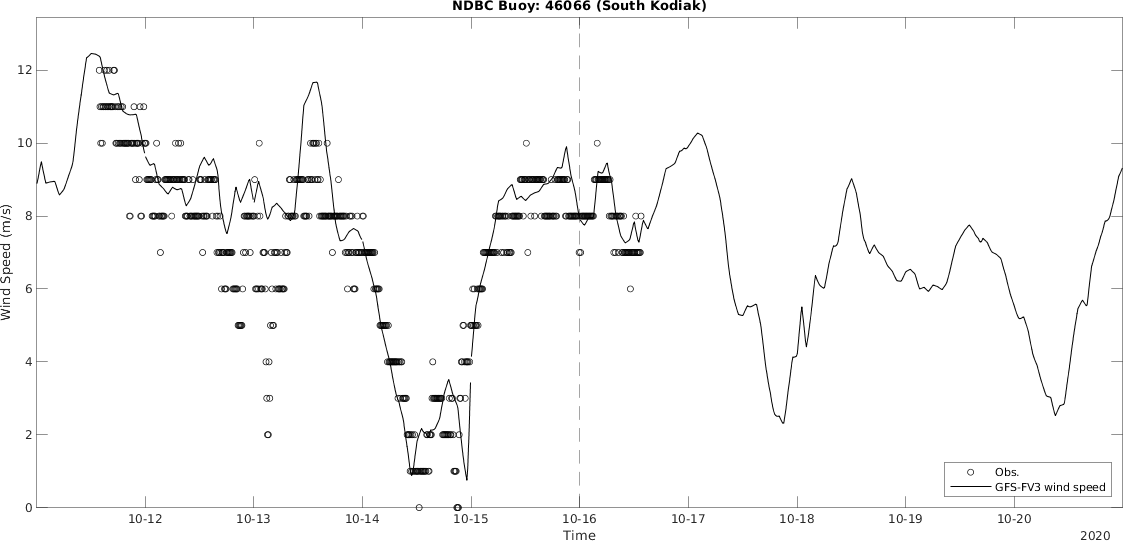 NDBC Buoy: 46066 (South Kodiak)
Wind Speed (m/s)
12
10
8
6
4
2
0
10-12 10-13 10-14 10-15 10-16 10-17 10-18 10-19 10-20
Time
2020
Obs.
GFS-FV3 wind speed